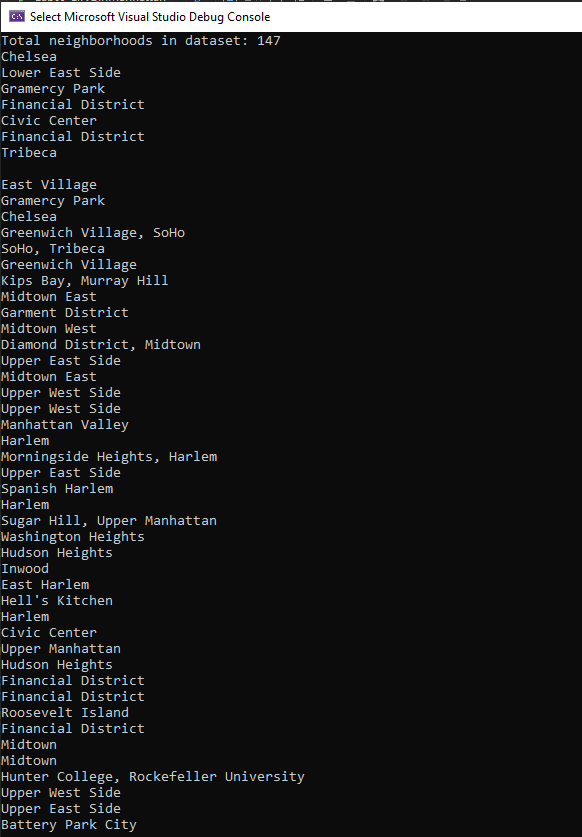 Select Microsoft Visual Studio Debug Console
Total neighborhoods in dataset: 147
Chelsea
Lower East Side
Gramercy Park
Financial District
Civic Center
Financial District
Tribeca

East Village
Gramercy Park
Chelsea
Greenwich Village, SoHo
SoHo, Tribeca
Greenwich Village
Kips Bay, Murray Hill
Midtown East
Garment District
Midtown West
Diamond District, Midtown
Upper East Side
Midtown East
Upper West Side
Upper West Side
Manhattan Valley
Harlem
Morningside Heights, Harlem
Upper East Side
Spanish Harlem
Harlem
Sugar Hill, Upper Manhattan
Washington Heights
Hudson Heights
Inwood
East Harlem
Hell's Kitchen
Harlem
Civic Center
Upper Manhattan
Hudson Heights
Financial District
Financial District
Roosevelt Island
Financial District
Midtown
Midtown
Hunter College, Rockefeller University
Upper West Side
Upper East Side
Battery Park City